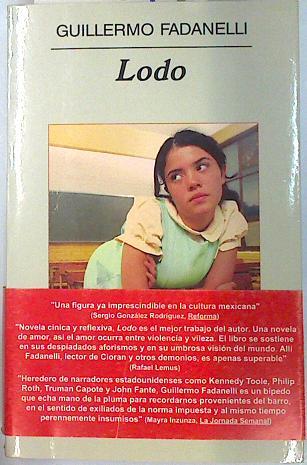 GUILLERMO FADANELLI
Lodo
"Una figura ya imprescindible en la cultura mexicana"
(Sergio González Rodríguez, Reforma)
"Novela cínica y reflexiva, Lodo es el mejor trabajo del autor. Una novela
de amor, así el amor ocurra entre violencia y vileza. El libro se sostiene
en sus despiadados aforismos y en su umbrosa visión del mundo. Allí
Fadanelli, lector de Cioran y otros demonios, es apenas superable"
(Rafael Lemus)
"Heredero de narradores estadounidenses como Kennedy Toole, Philip
Roth, Truman Capote y John Fante, Guillermo Fadanelli es un bípedo
que echa mano de la pluma para recordarnos provenientes del barro,
en el sentido de exiliados de la norma impuesta y al mismo tiempo
perennemente insumisos" (Mayra Inzunza, La Jornada Semanal)